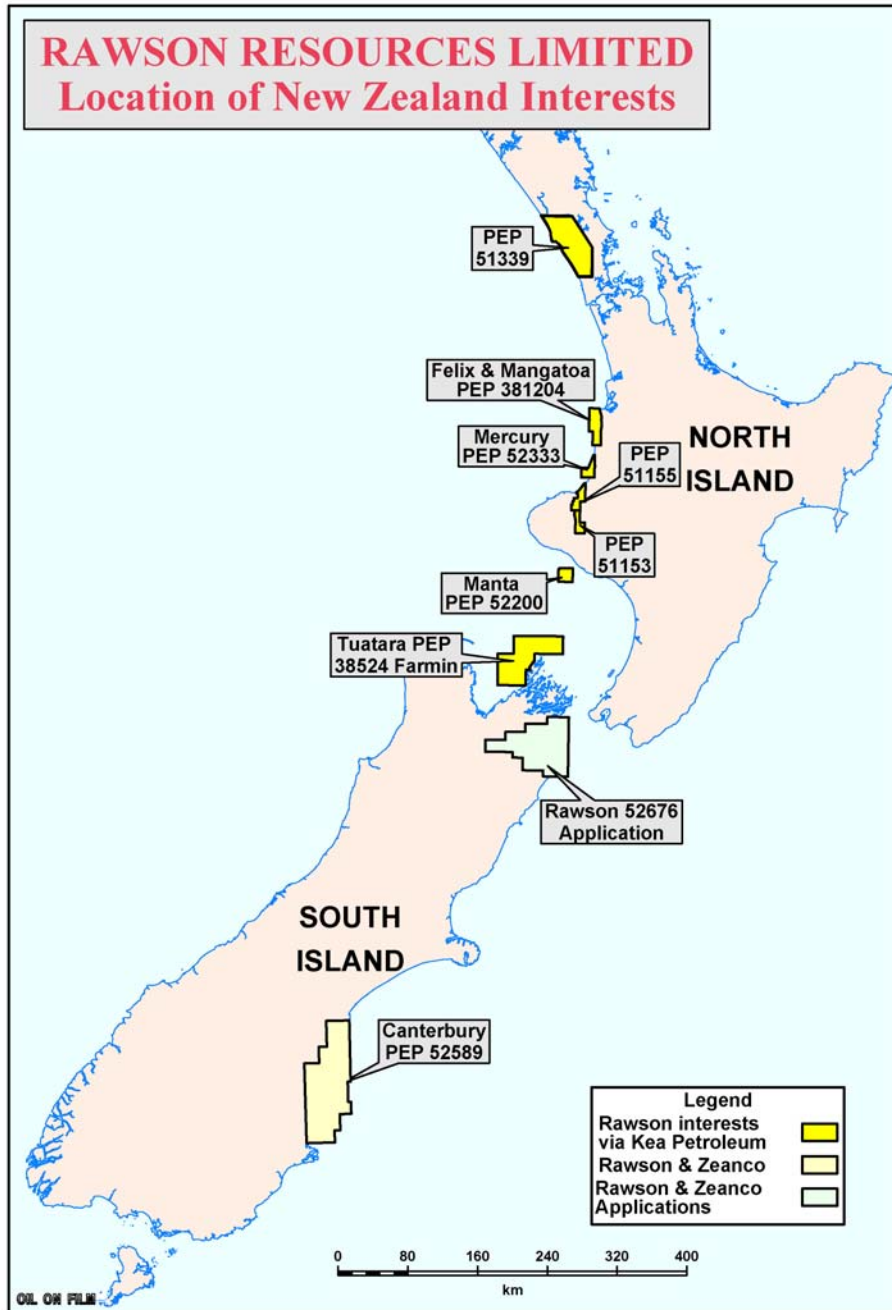 RAWSON RESOURCES LIMITED
Location of New Zealand Interests
PEP
51339
Felix & Mangatoa
PEP 381204
Mercury
PEP 52333
NORTH
ISLAND
PEP
51155
PEP
51153
Manta
PEP 52200
Tuatara PEP
38524 Farmin
Rawson 52676
Application
SOUTH
ISLAND
Canterbury
PEP 52589
Legend
Rawson interests
via Kea Petroleum
Rawson & Zeanco
Rawson & Zeanco
Applications
0 80 160 240 320 400
km
OIL ON FILM